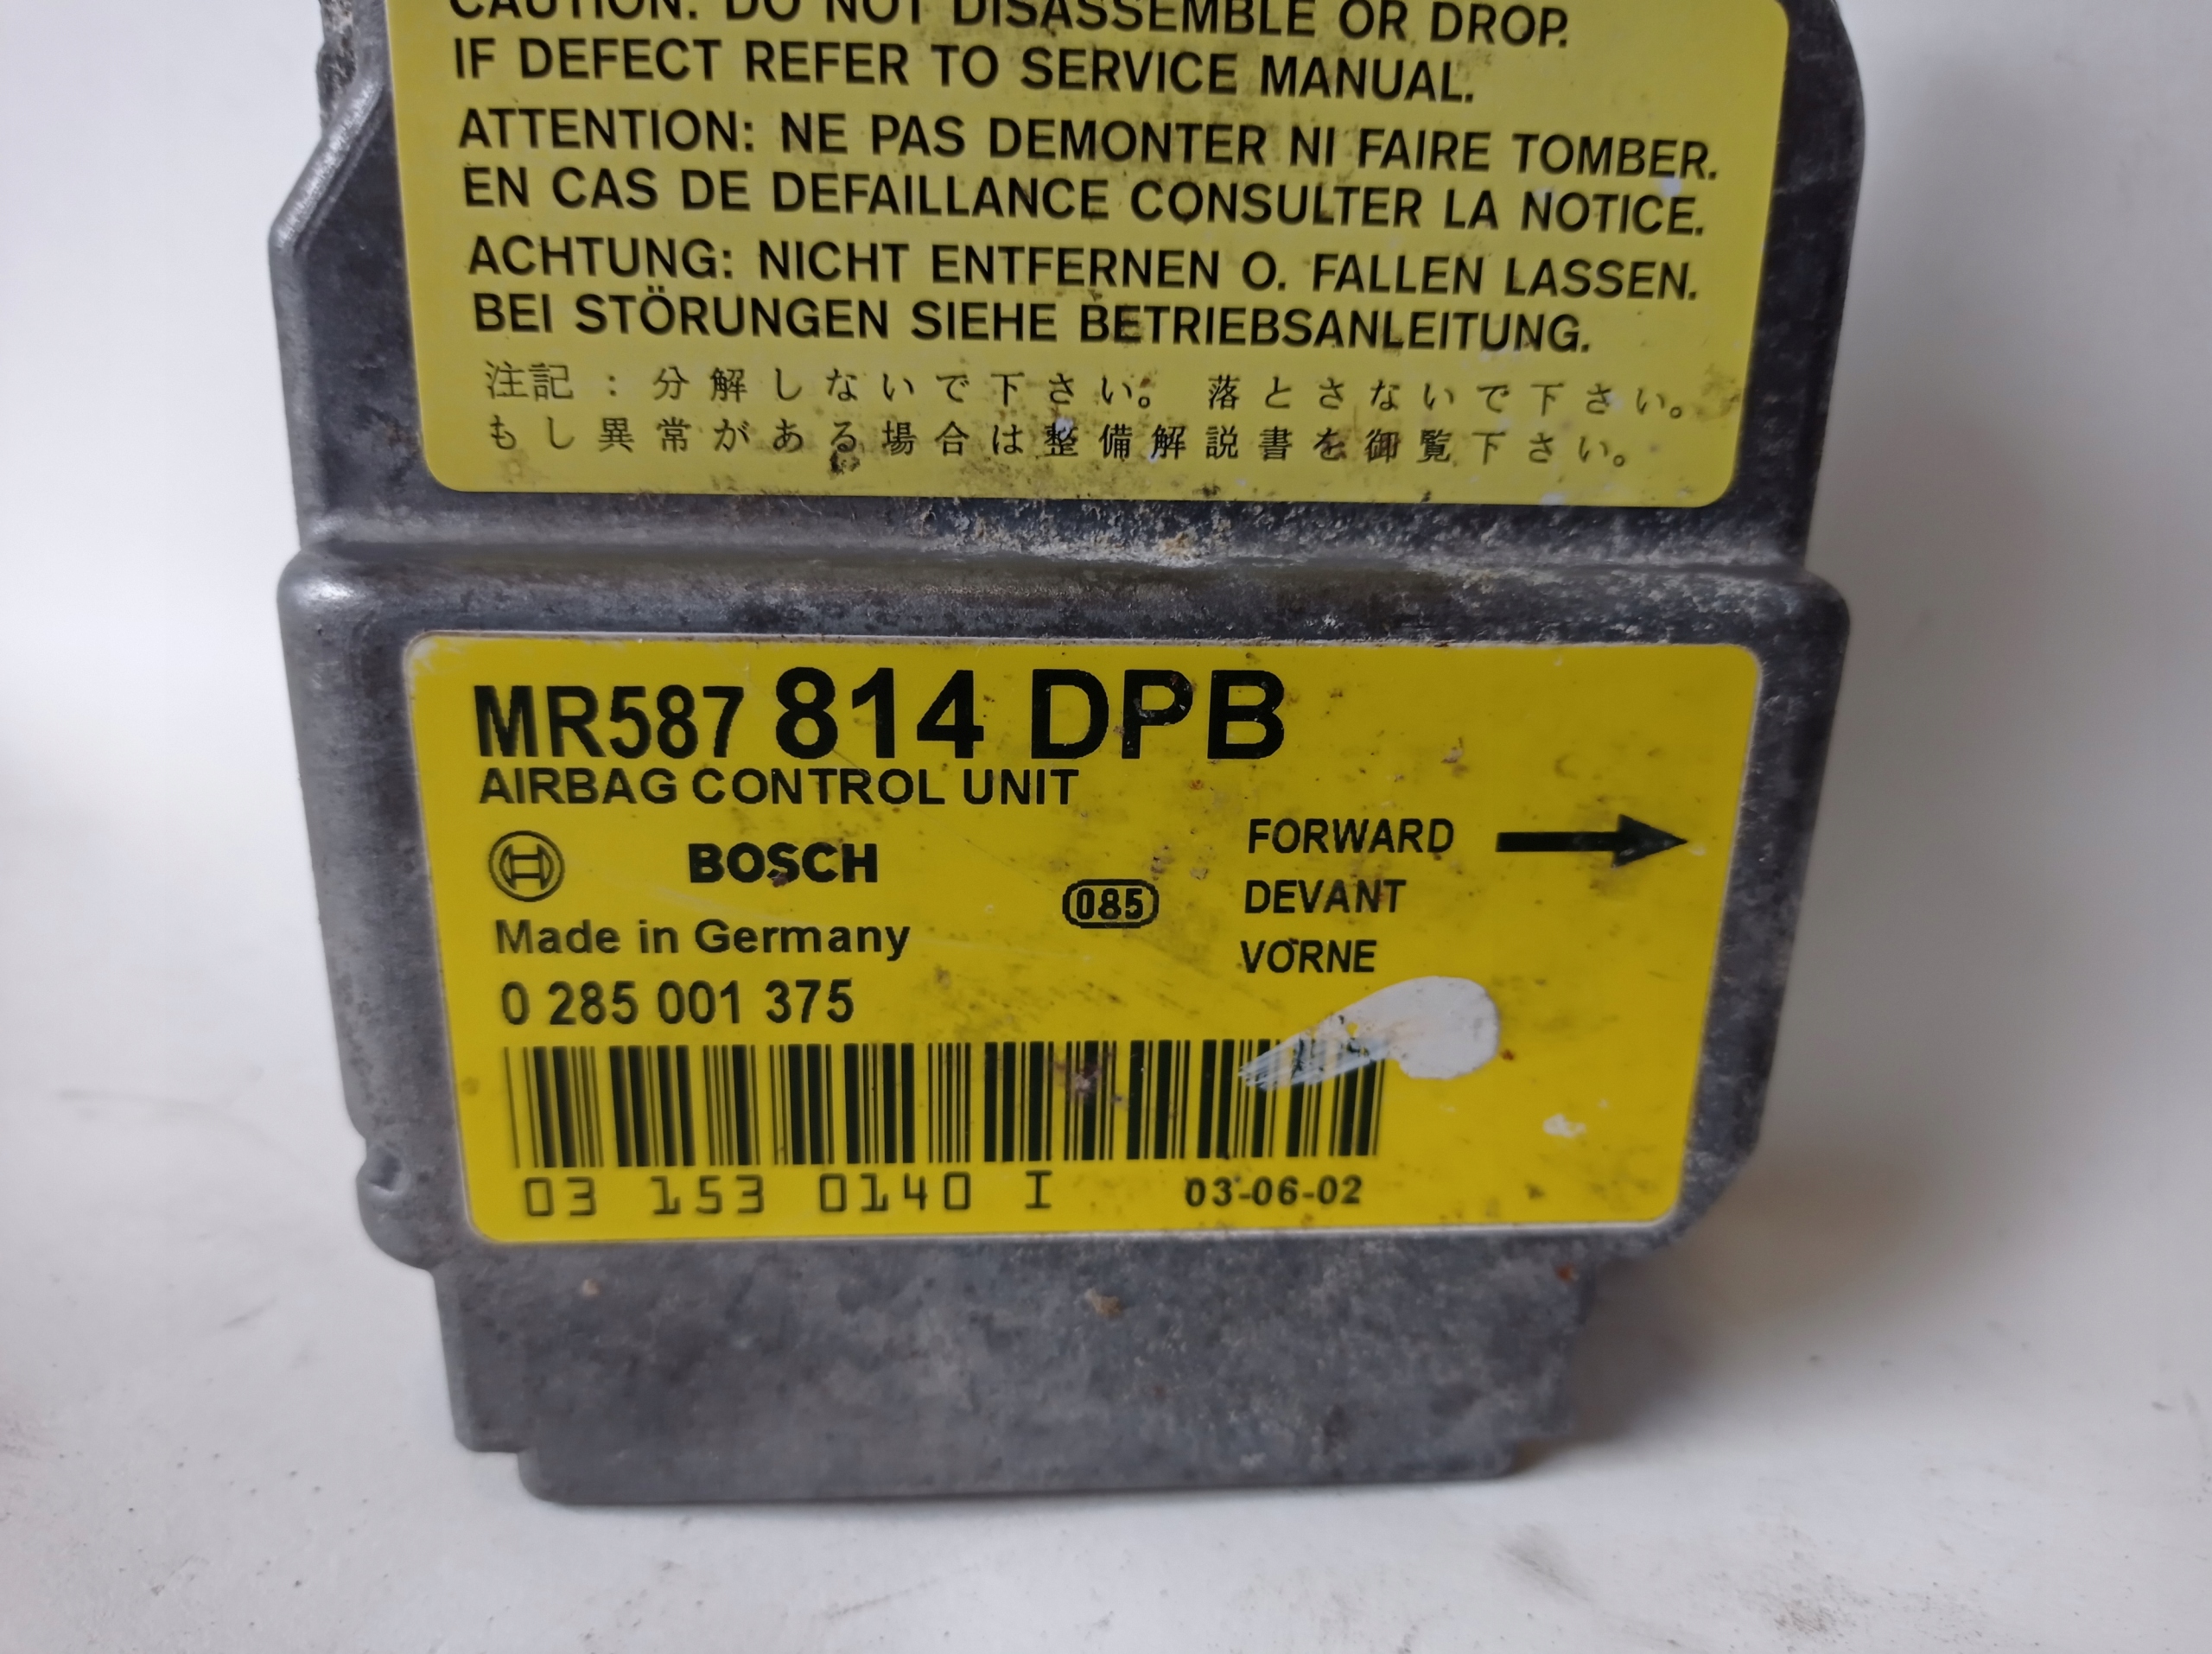 CAUTION: DO NOT DISASSEMBLE OR DROP.
IF DEFECT REFER TO SERVICE MANUAL.
ATTENTION: NE PAS DEMONTER NI FAIRE TOMBER.
EN CAS DE DEFAILLANCE CONSULTER LA NOTICE.
ACHTUNG: NICHT ENTFERNEN O. FALLEN LASSEN.
BEI STÖRUNGEN SIEHE BETRIEBSANLEITUNG.
注記:分解しないで下さい。 落とさないで下さい。
もし異常がある場合は整備解説書を御覧下さい。
MR587 814 DPB
AIRBAG CONTROL UNIT
BOSCH
FORWARD
085
DEVANT
Made in Germany
VORNE
0 285 001 375
03 153 0140 I 03-06-02